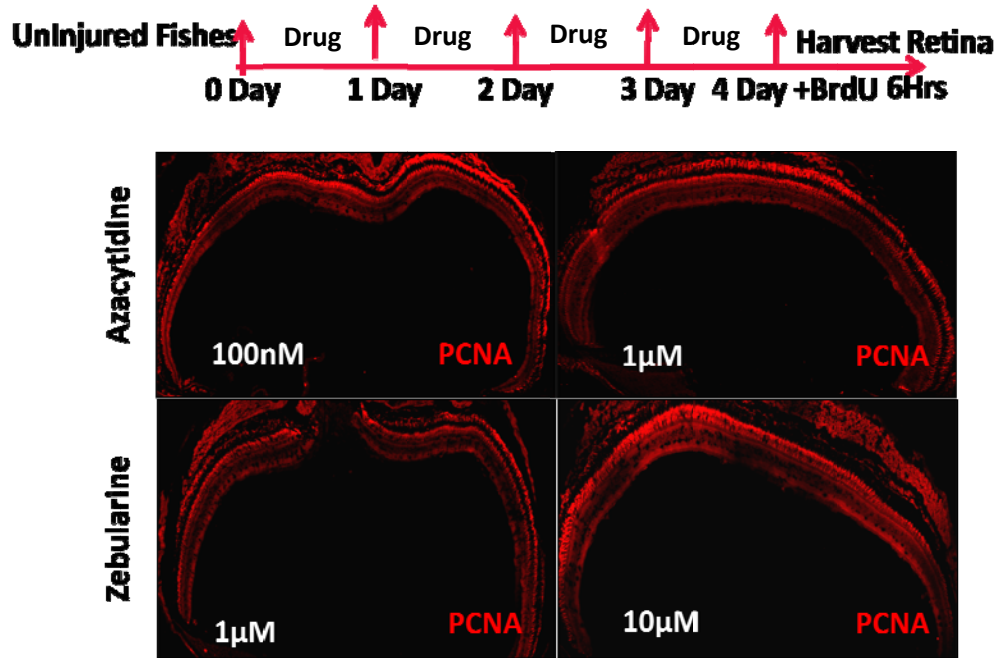 UnInjured Fishes Drug Drug Drug Drug Harvest Retina
0 Day 1 Day 2 Day 3 Day 4 Day +BrdU 6Hrs
Azacytidine
100nM PCNA 1µM PCNA
Zebularine
1µM PCNA 10µM PCNA